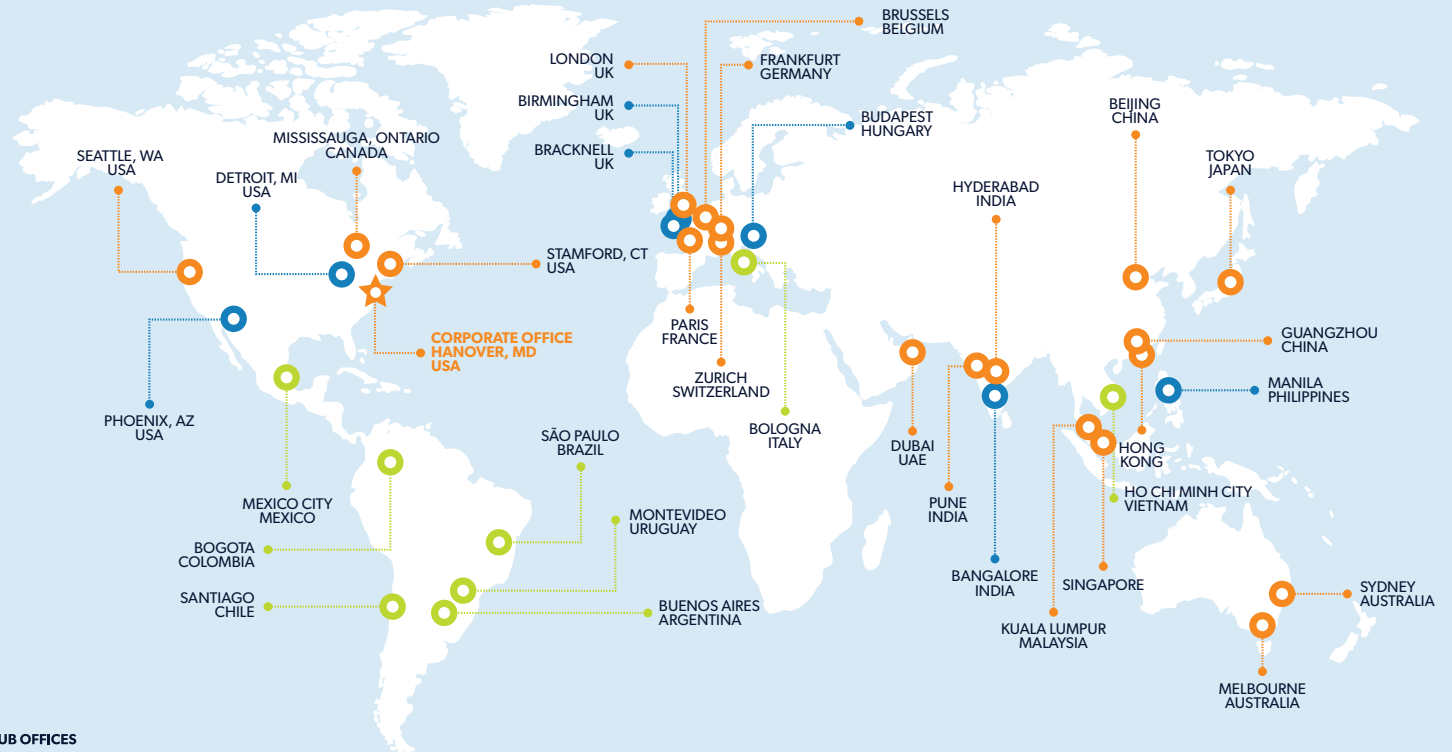 BRUSSELS
BELGIUM
LONDON
UK
FRANKFURT
GERMANY
BIRMINGHAM
UK
BEIJING
CHINA
BUDAPEST
HUNGARY
MISSISSAUGA, ONTARIO
CANADA
BRACKNELL
UK
SEATTLE, WA
USA
TOKYO
JAPAN
DETROIT, MI
USA
HYDERABAD
INDIA
STAMFORD, CT
USA
PARIS
FRANCE
CORPORATE OFFICE
HANOVER, MD
USA
GUANGZHOU
CHINA
ZURICH
SWITZERLAND
MANILA
PHILIPPINES
PHOENIX, AZ
USA
BOLOGNA
ITALY
SÃO PAULO
BRAZIL
DUBAI
UAE
HONG
KONG
MEXICO CITY
MEXICO
PUNE
INDIA
HO CHI MINH CITY
VIETNAM
MONTEVIDEO
URUGUAY
BOGOTA
COLOMBIA
BANGALORE
INDIA
SINGAPORE
SANTIAGO
CHILE
BUENOS AIRES
ARGENTINA
SYDNEY
AUSTRALIA
KUALA LUMPUR
MALAYSIA
MELBOURNE
AUSTRALIA
OFFICES